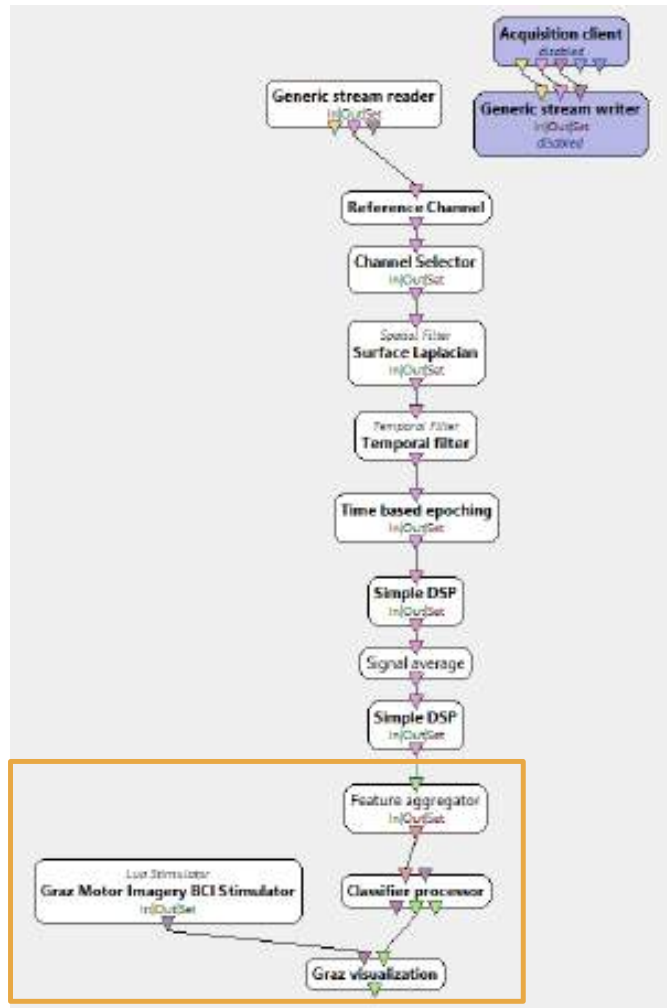 Acquisition client
disabled
Generic stream reader
In|Out|Set
Generic stream writer
In|Out|Set
disabled
Reference Channel
Channel Selector
In|Out|Set
Spatial Filter
Surface Laplacian
In|Out|Set
Temporal Filter
Temporal filter
Time based epoching
In|Out|Set
Simple DSP
In|Out|Set
Signal average
Simple DSP
In|Out|Set
Feature aggregator
In|Out|Set
Lua Stimulator
Graz Motor Imagery BCI Stimulator
In|Out|Set
Classifier processor
Graz visualization